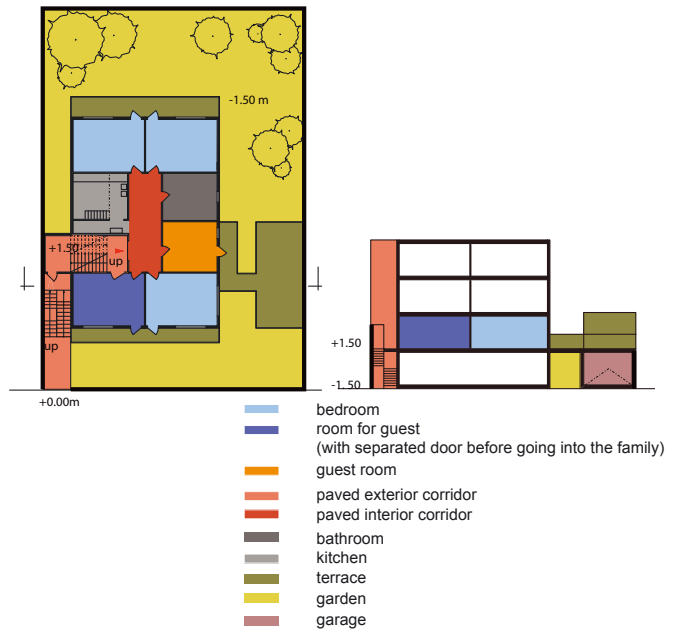 -1.50 m
+1.50
up
up
+0.00m
+1.50
-1.50
bedroom
room for guest
(with separated door before going into the family)
guest room
paved exterior corridor
paved interior corridor
bathroom
kitchen
terrace
garden
garage